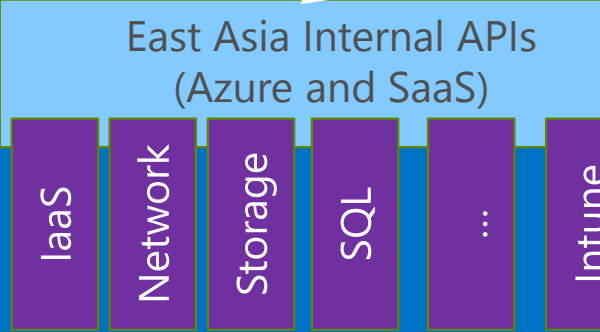 East Asia Internal APIs
(Azure and SaaS)
IaaS
Network
Storage
SQL
...
Intune